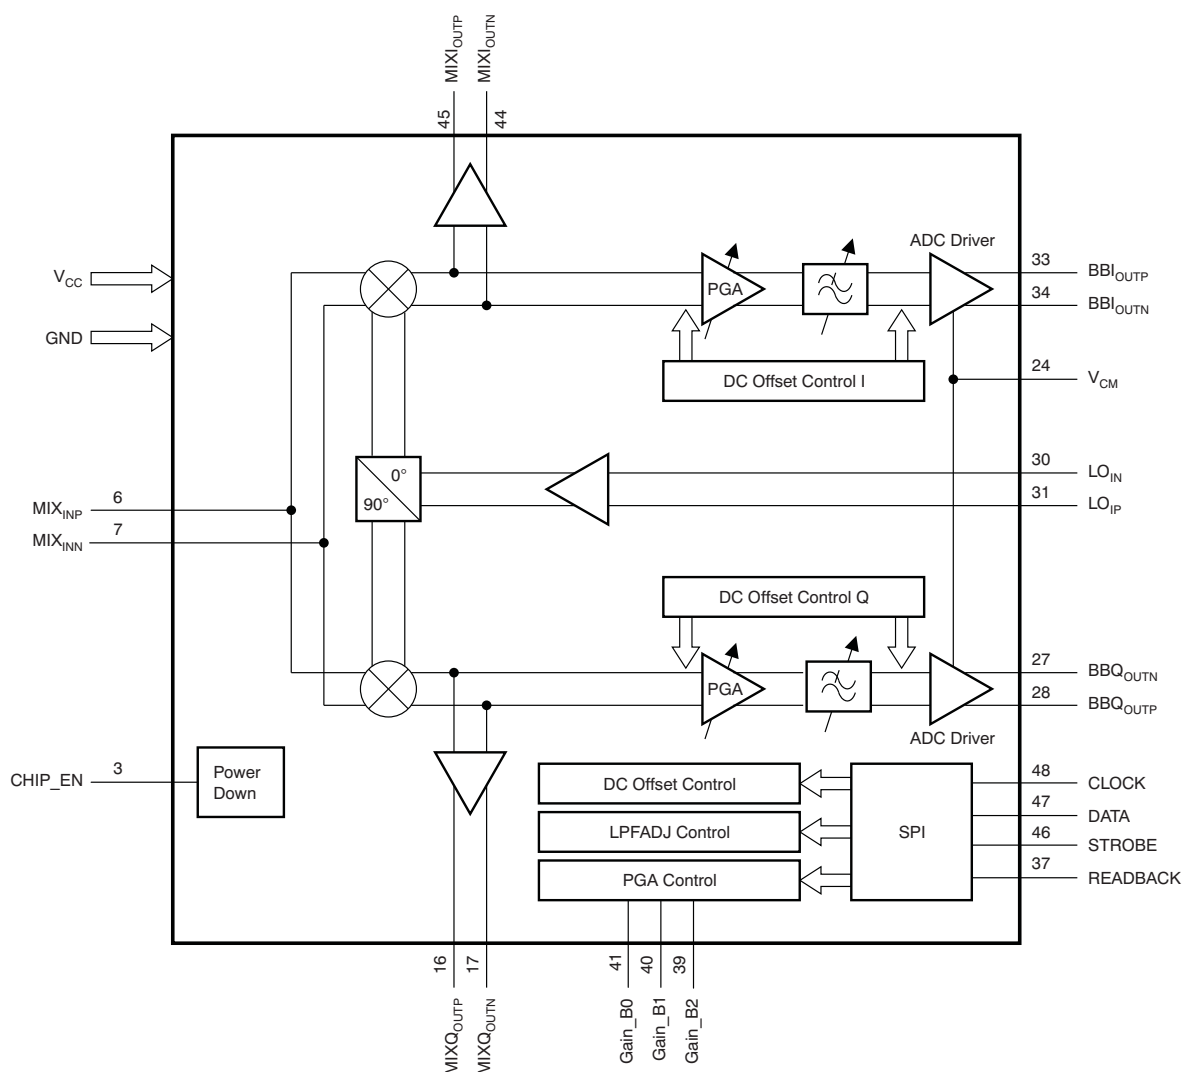 MIXI_OUTP
MIXI_OUTN
45
44
ADC Driver
33
BBI_OUTP
V_CC
PGA
34
BBI_OUTN
GND
DC Offset Control I
24
V_CM
0°
90°
30
LO_IN
31
LO_IP
6
MIX_INP
7
MIX_INN
DC Offset Control Q
27
BBQ_OUTN
PGA
28
BBQ_OUTP
ADC Driver
3
CHIP_EN
Power
Down
DC Offset Control
LPFADJ Control
PGA Control
SPI
48
CLOCK
47
DATA
46
STROBE
37
READBACK
16
17
41
40
39
MIXQ_OUTP
MIXQ_OUTN
Gain_B0
Gain_B1
Gain_B2